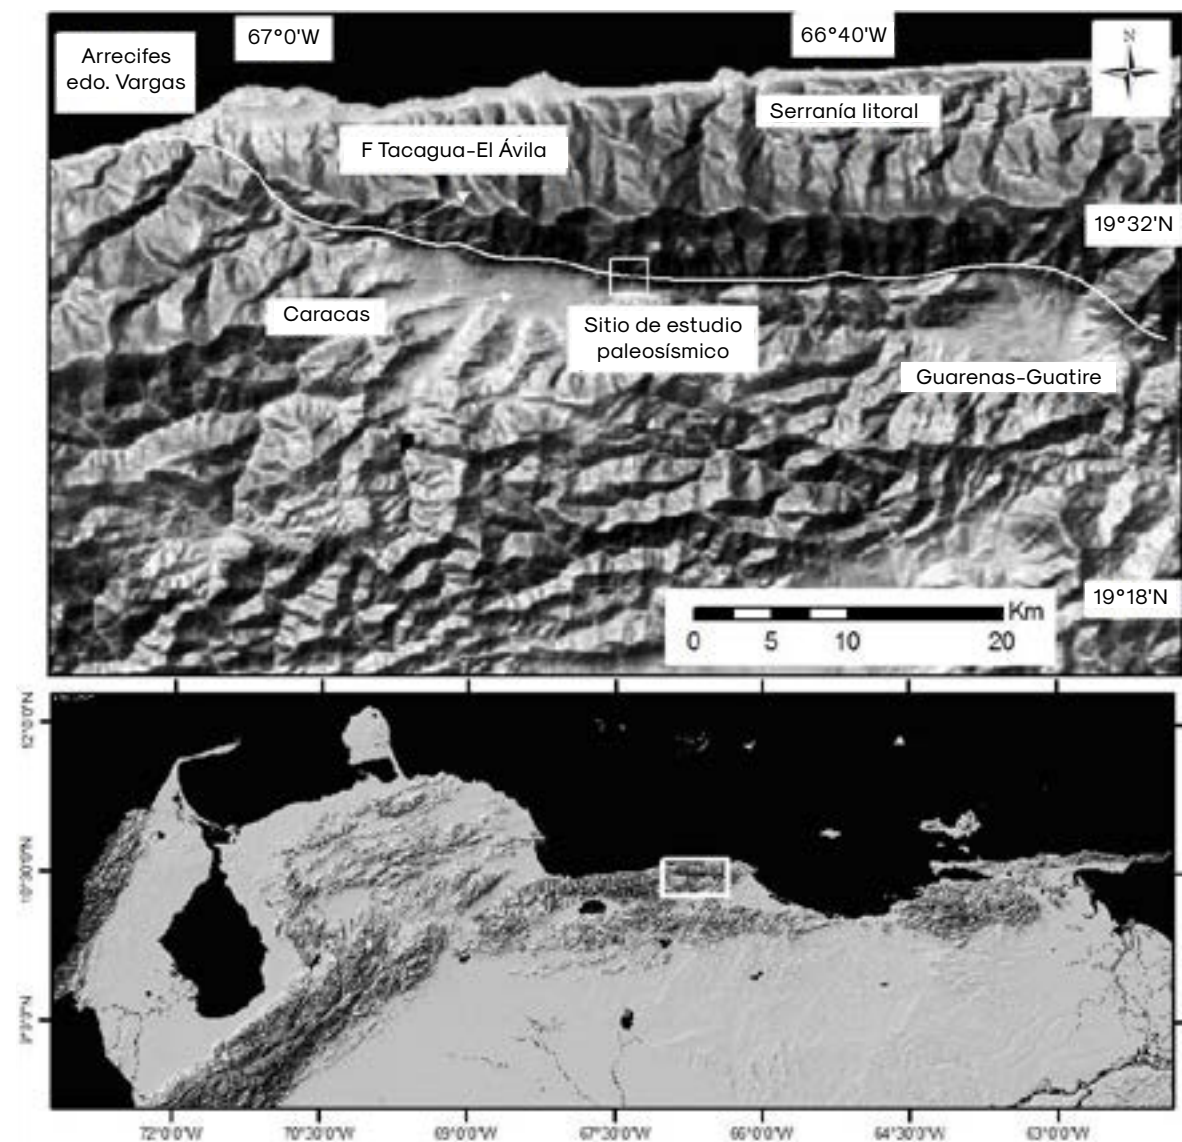 67°0'W
66°40'W
N
Arrecifes
edo. Vargas
Serranía litoral
F Tacagua-El Ávila
19°32'N
Caracas
Sitio de estudio
paleosísmico
Guarenas-Guatire
19°18'N
Km
0 5 10 20
12°0'0"N
10°30'0"N
9°0'0"N
72°0'0"W 70°30'0"W 69°0'0"W 67°30'0"W 66°0'0"W 64°30'0"W 63°0'0"W